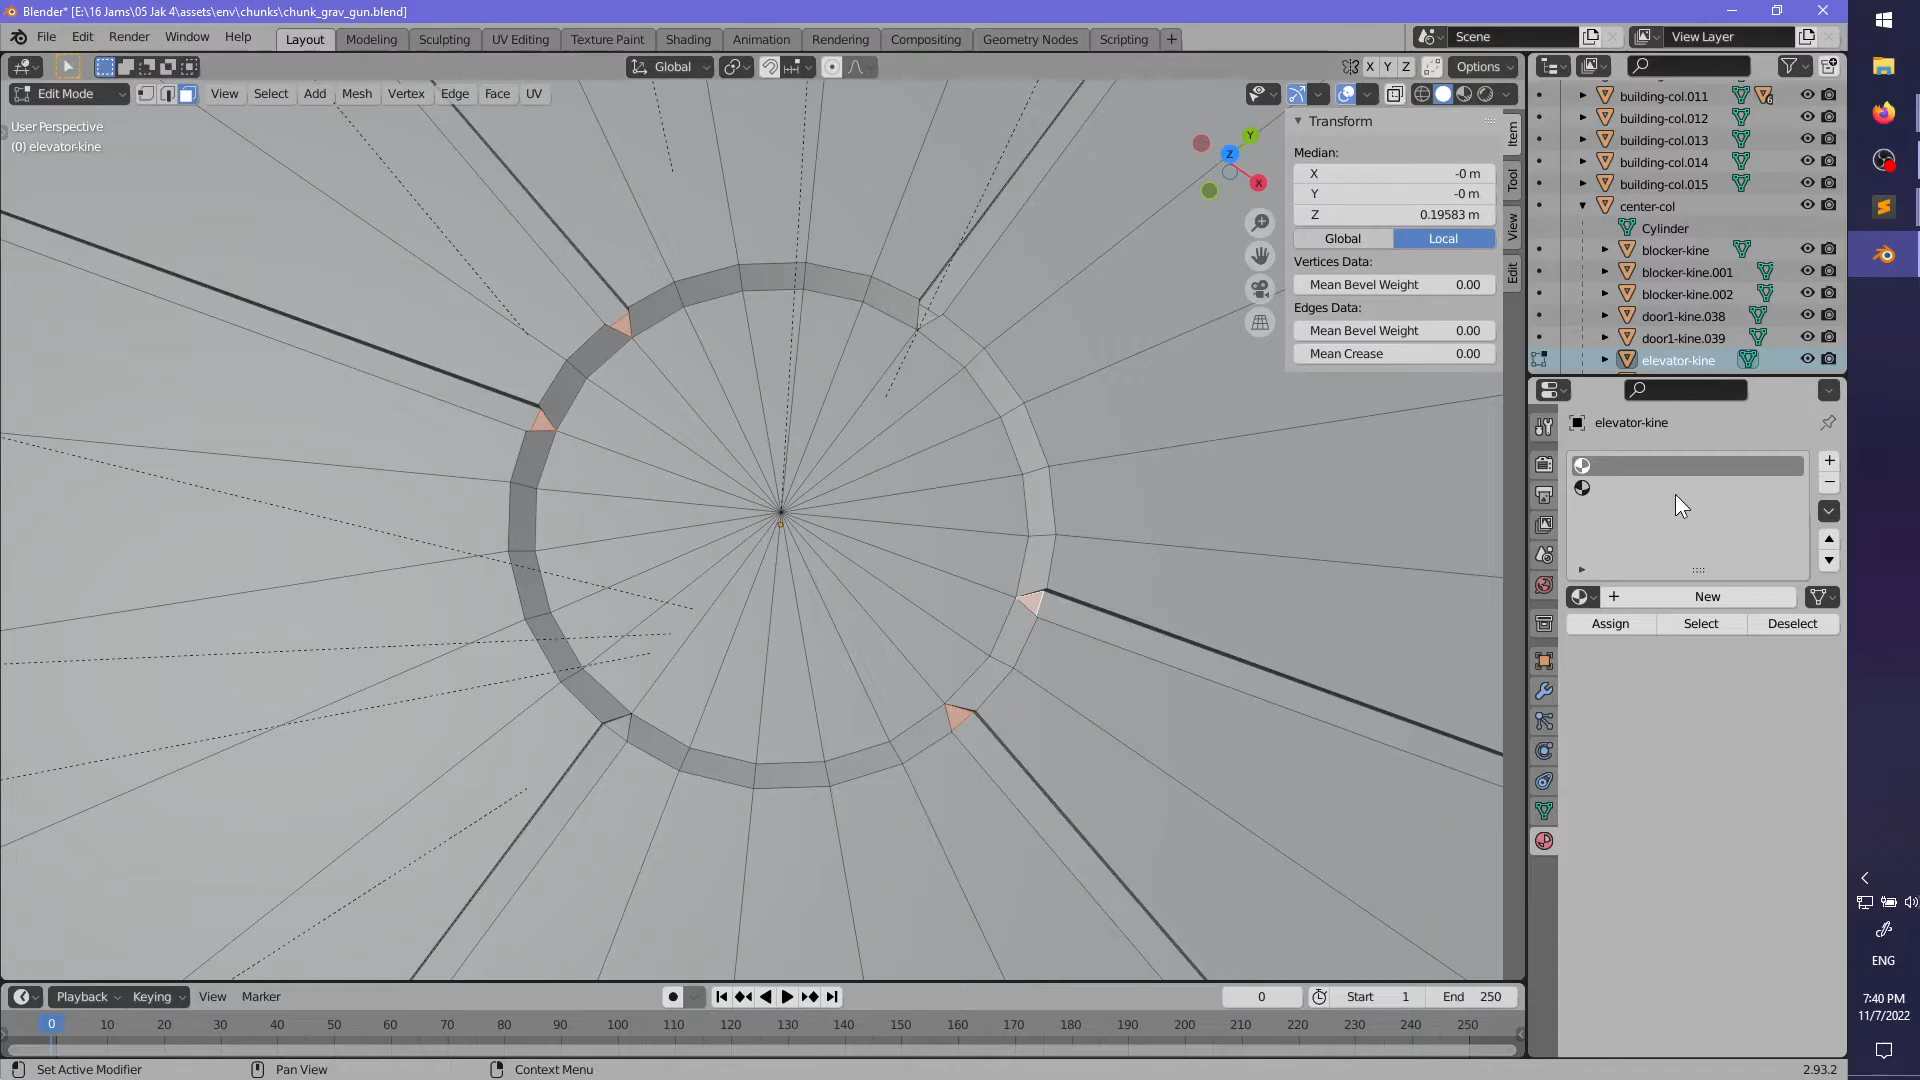 Blender* [E:\16 Jams\05 Jak 4\assets\env\chunks\chunk_grav_gun.blend]
File Edit Render Window Help
Layout Modeling Sculpting UV Editing Texture Paint Shading Animation Rendering Compositing Geometry Nodes Scripting +
Scene
View Layer
Global
X Y Z
Options
Edit Mode
View Select Add Mesh Vertex Edge Face UV
User Perspective
(0) elevator-kine
Y
Z
X
Transform
Median:
X -0 m
Y -0 m
Z 0.19583 m
Global Local
Vertices Data:
Mean Bevel Weight 0.00
Edges Data:
Mean Bevel Weight 0.00
Mean Crease 0.00
Item
Tool
View
Edit
building-col.011
6
building-col.012
building-col.013
building-col.014
building-col.015
center-col
Cylinder
blocker-kine
blocker-kine.001
blocker-kine.002
door1-kine.038
door1-kine.039
elevator-kine
elevator-kine
New
Assign Select Deselect
Playback Keying View Marker
0
Start 1
End 250
0 10 20 30 40 50 60 70 80 90 100 110 120 130 140 150 160 170 180 190 200 210 220 230 240 250
Set Active Modifier
Pan View
Context Menu
2.93.2
ENG
7:40 PM
11/7/2022